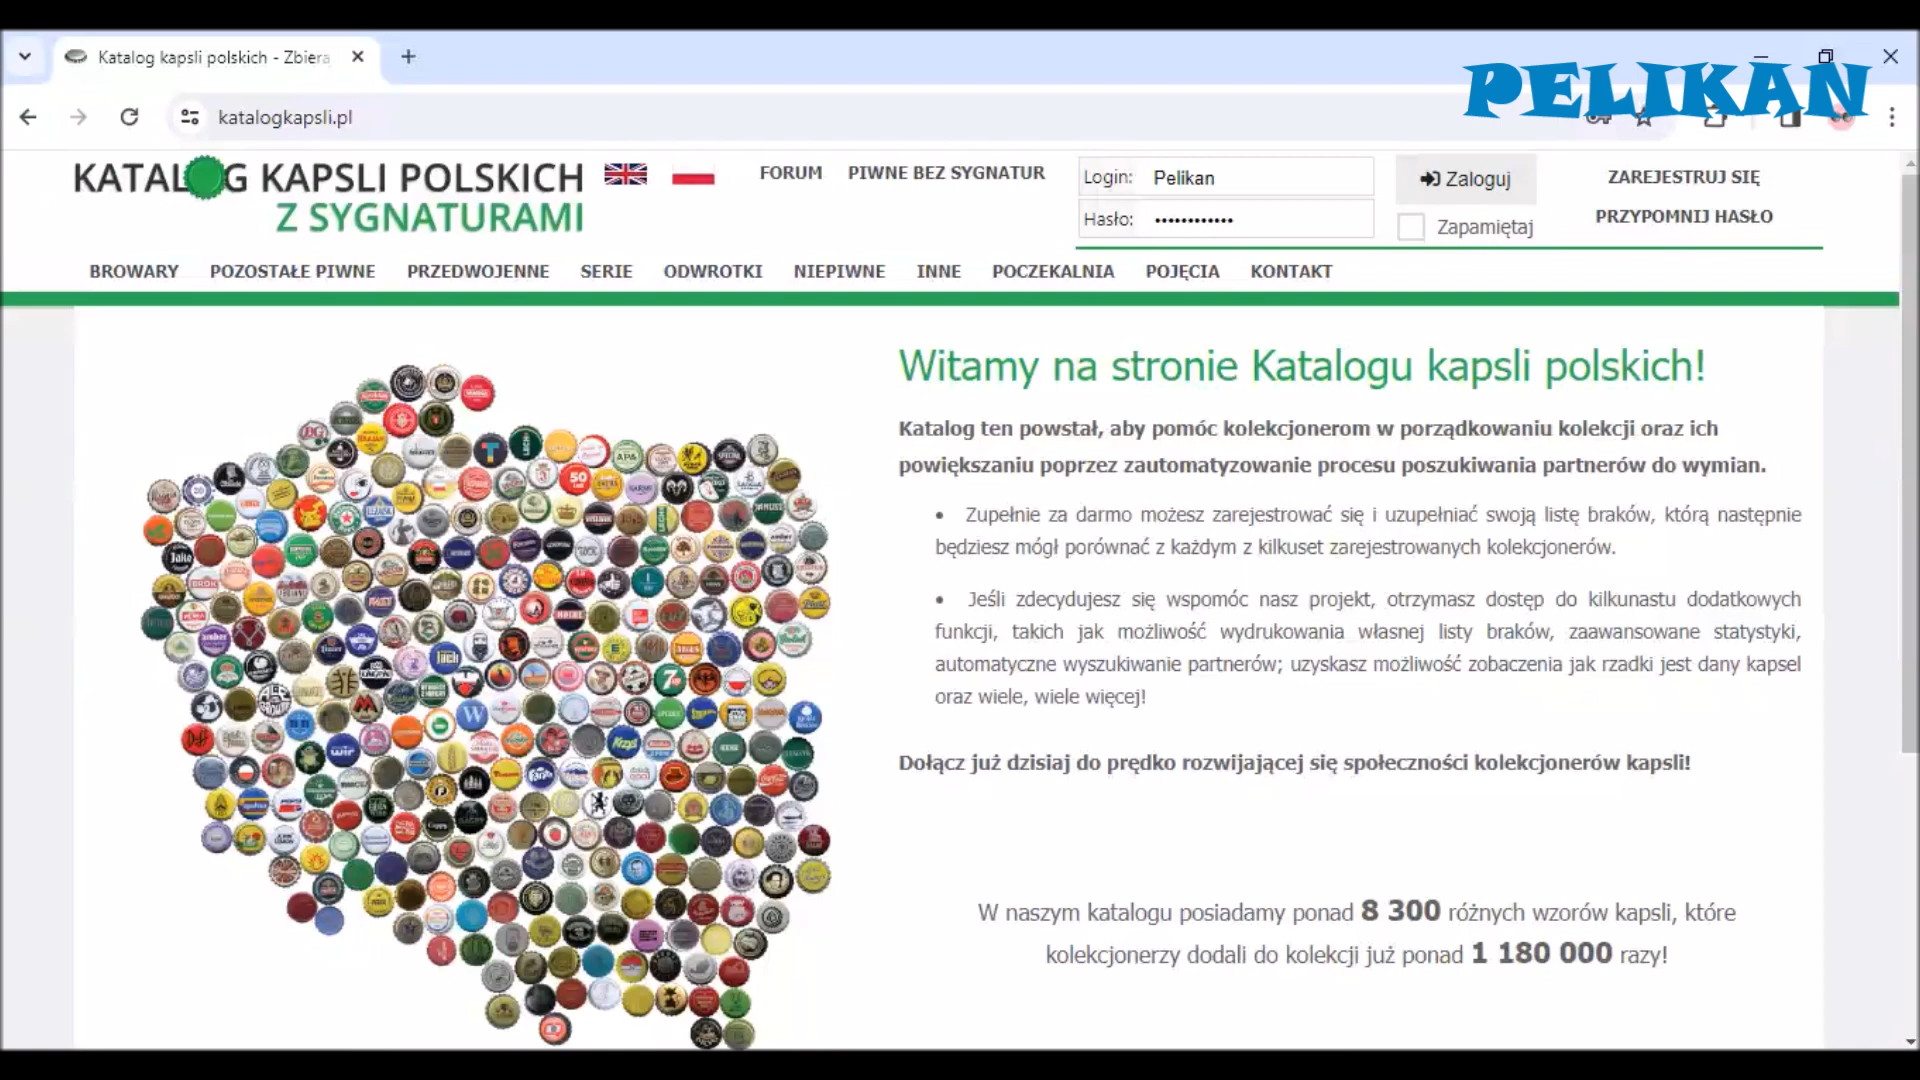 Katalog kapsli polskich - Zbiera
PELIKAN
katalogkapsli.pl
KATALOG KAPSLI POLSKICH
Z SYGNATURAMI
FORUM
PIWNE BEZ SYGNATUR
Login: Pelikan
Zaloguj
ZAREJESTRUJ SIĘ
Hasło: ••••••••••••
Zapamiętaj
PRZYPOMNIJ HASŁO
BROWARY POZOSTAŁE PIWNE PRZEDWOJENNE SERIE ODWROTKI NIEPIWNE INNE POCZEKALNIA POJĘCIA KONTAKT
Witamy na stronie Katalogu kapsli polskich!
Katalog ten powstał, aby pomóc kolekcjonerom w porządkowaniu kolekcji oraz ich
powiększaniu poprzez zautomatyzowanie procesu poszukiwania partnerów do wymian.
• Zupełnie za darmo możesz zarejestrować się i uzupełniać swoją listę braków, którą następnie
będziesz mógł porównać z każdym z kilkuset zarejestrowanych kolekcjonerów.
• Jeśli zdecydujesz się wspomóc nasz projekt, otrzymasz dostęp do kilkunastu dodatkowych
funkcji, takich jak możliwość wydrukowania własnej listy braków, zaawansowane statystyki,
automatyczne wyszukiwanie partnerów; uzyskasz możliwość zobaczenia jak rzadki jest dany kapsel
oraz wiele, wiele więcej!
Dołącz już dzisiaj do prędko rozwijającej się społeczności kolekcjonerów kapsli!
W naszym katalogu posiadamy ponad 8 300 różnych wzorów kapsli, które
kolekcjonerzy dodali do kolekcji już ponad 1 180 000 razy!